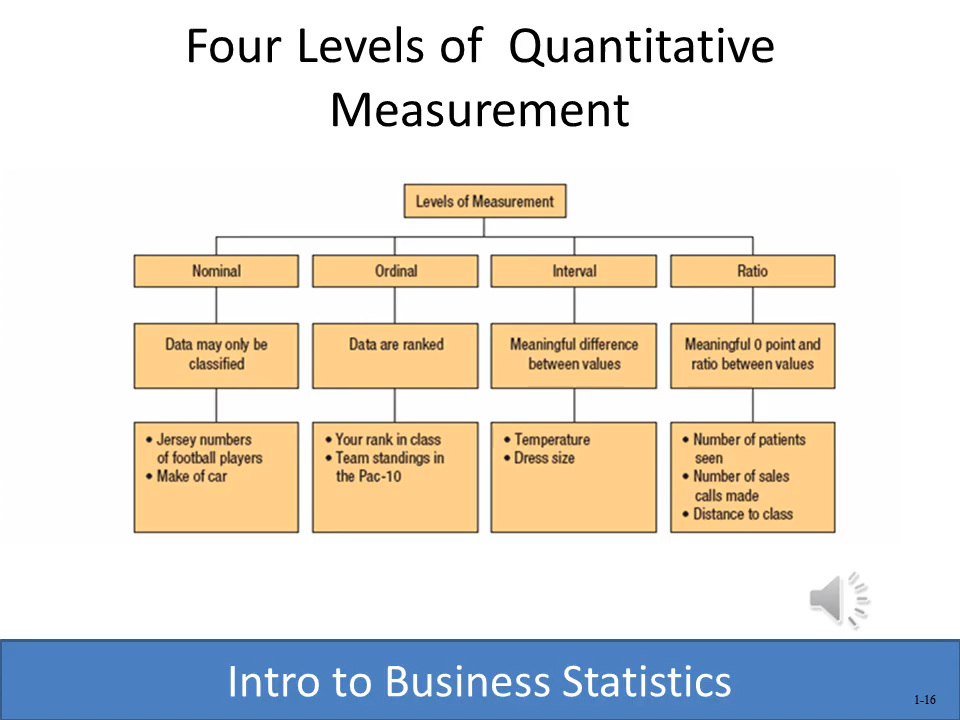 Four Levels of  Quantitative
Measurement
Levels of Measurement
Nominal
Ordinal
Interval
Ratio
Data may only be
classified
Data are ranked
Meaningful difference
between values
Meaningful 0 point and
ratio between values
• Jersey numbers
of football players
• Make of car
• Your rank in class
• Team standings in
the Pac-10
• Temperature
• Dress size
• Number of patients
seen
• Number of sales
calls made
• Distance to class
Intro to Business Statistics
1-16